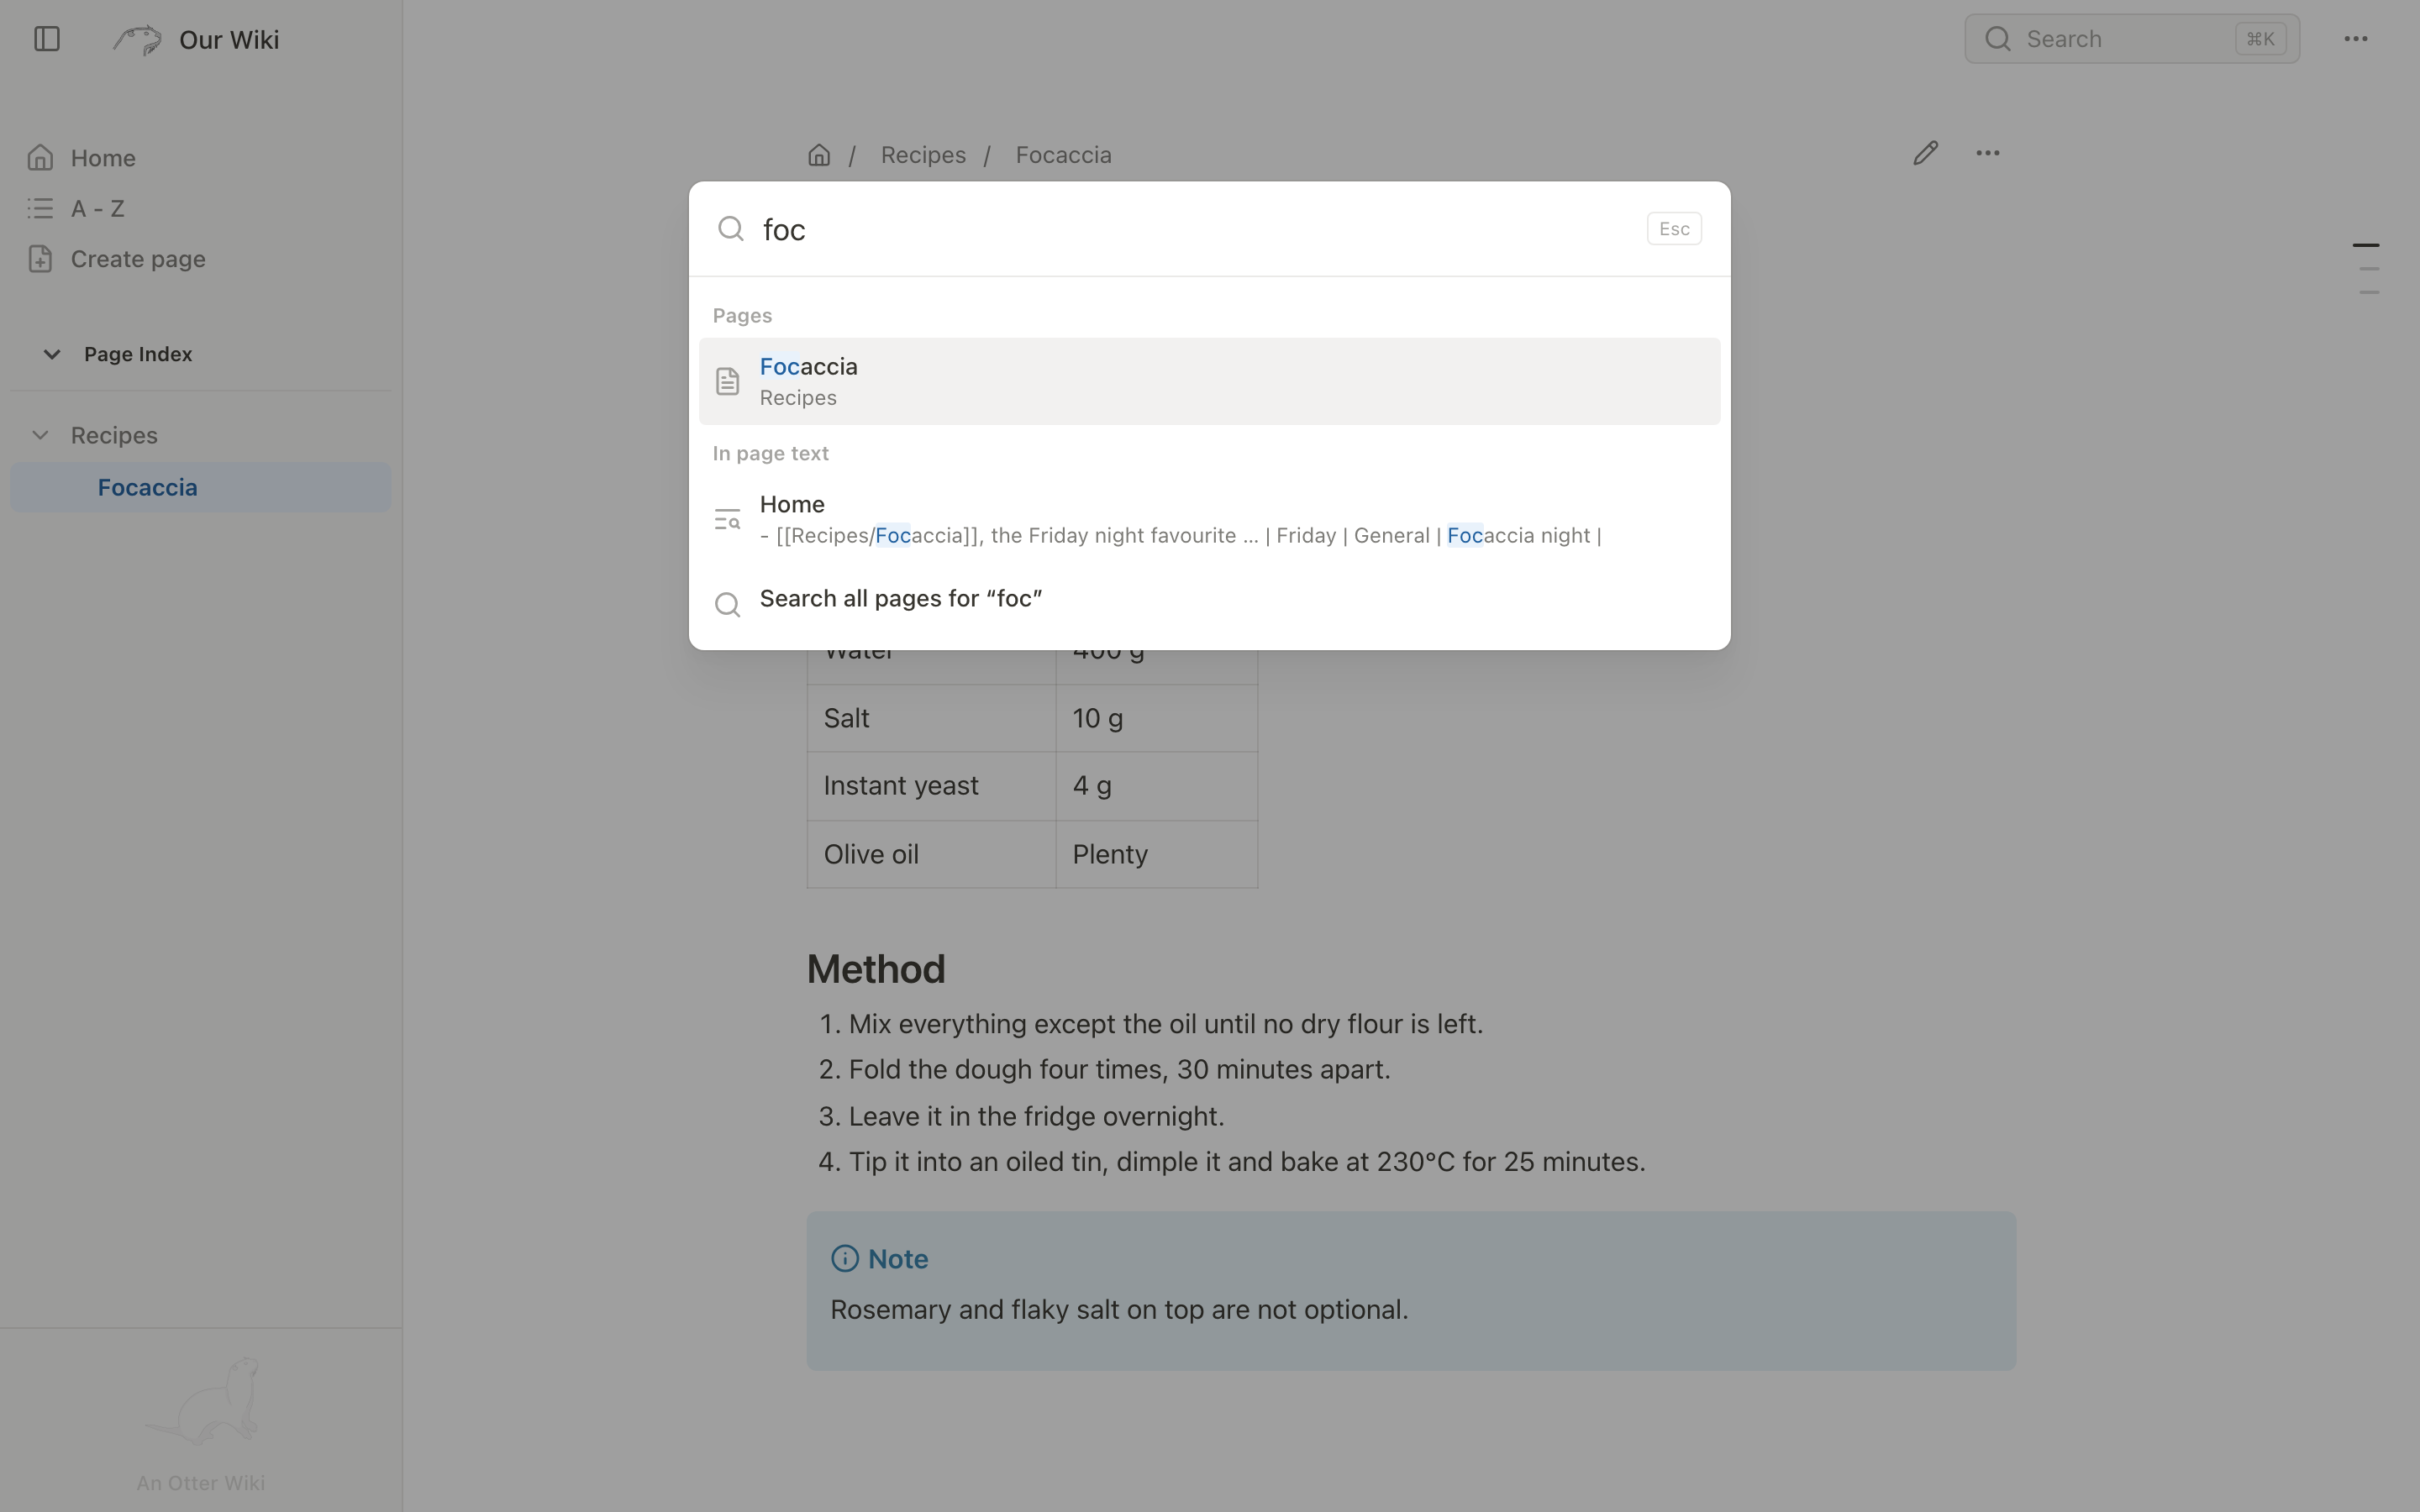 Our Wiki
Search
⌘K
Home
A - Z
Create page
Page Index
Recipes
Focaccia
/ Recipes / Focaccia
foc
Esc
Pages
Focaccia
Recipes
In page text
Home
- [[Recipes/Focaccia]], the Friday night favourite ... | Friday | General | Focaccia night |
Search all pages for “foc”
Water 400 g
Salt 10 g
Instant yeast 4 g
Olive oil Plenty
Method
1. Mix everything except the oil until no dry flour is left.
2. Fold the dough four times, 30 minutes apart.
3. Leave it in the fridge overnight.
4. Tip it into an oiled tin, dimple it and bake at 230°C for 25 minutes.
Note
Rosemary and flaky salt on top are not optional.
An Otter Wiki